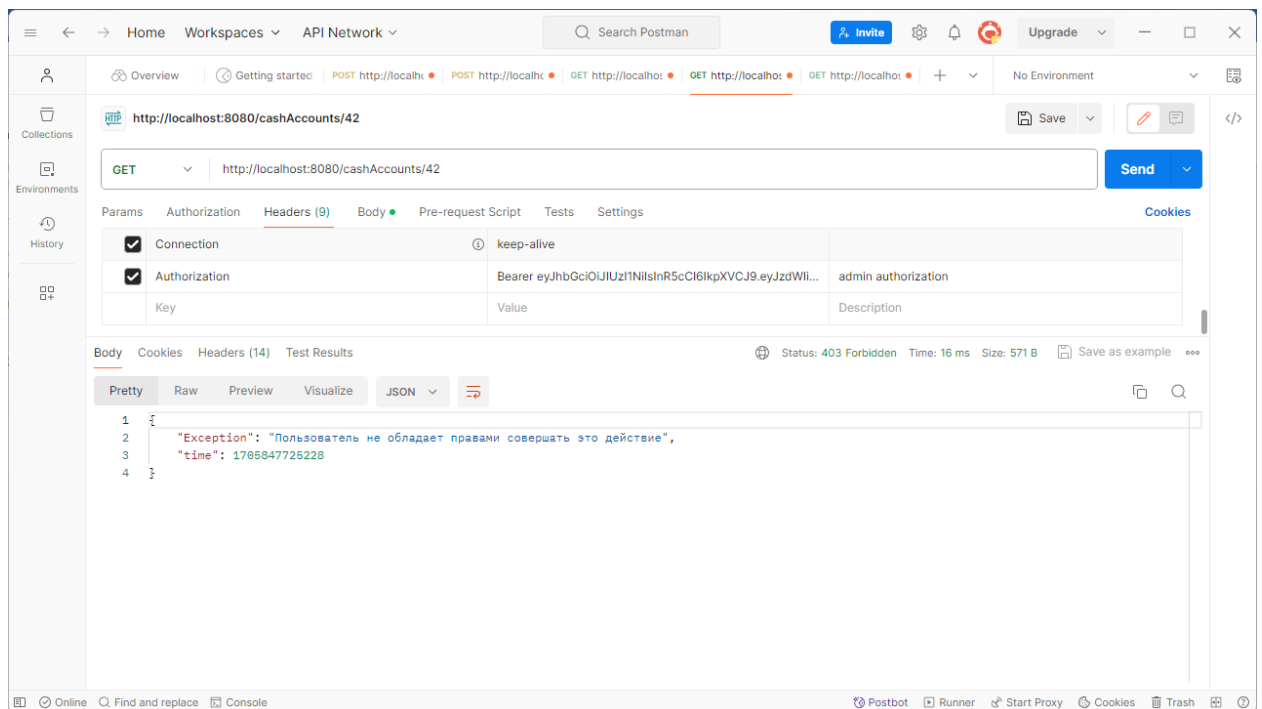 Home Workspaces API Network Search Postman Invite Upgrade
Overview Getting started POST http://localh POST http://localhc GET http://localhos GET http://localhos GET http://localhos No Environment
HTTP http://localhost:8080/cashAccounts/42 Save
Collections
GET http://localhost:8080/cashAccounts/42 Send
Environments
Params Authorization Headers (9) Body Pre-request Script Tests Settings Cookies
History
Connection keep-alive
Authorization Bearer eyJhbGciOiJIUzI1NiIsInR5cCI6IkpXVCJ9.eyJzdWIi... admin authorization
Key Value Description
Body Cookies Headers (14) Test Results Status: 403 Forbidden Time: 16 ms Size: 571 B Save as example
Pretty Raw Preview Visualize JSON
1 {
2 "Exception": "Пользователь не обладает правами совершать это действие",
3 "time": 1705847725228
4 }
Online Find and replace Console Postbot Runner Start Proxy Cookies Trash